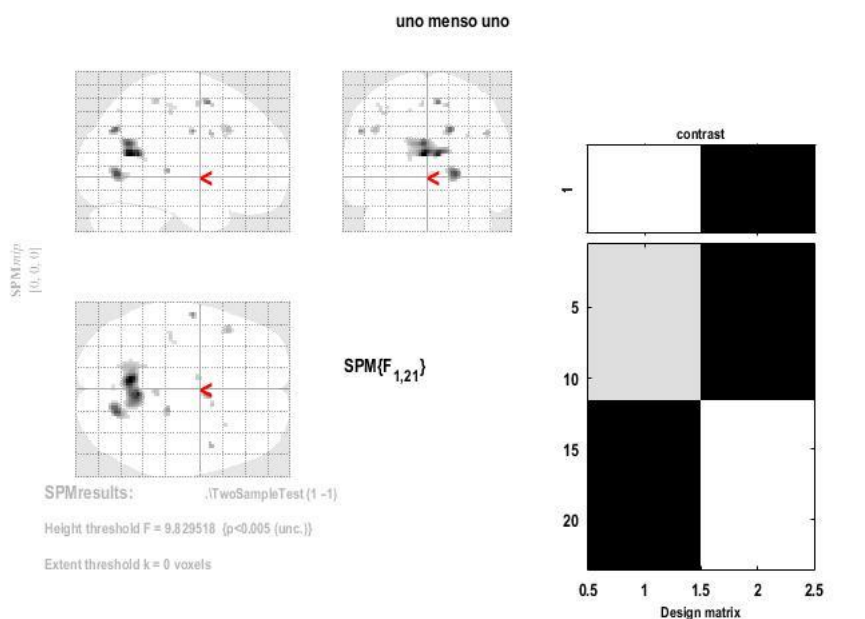 uno menso uno
SPMmip
[0, 0, 0]
<
<
<
SPM{F1,21}
SPMresults: .\TwoSampleTest (1 -1)
Height threshold F = 9.829518 {p<0.005 (unc.)}
Extent threshold k = 0 voxels
contrast
1
5
10
15
20
0.5 1 1.5 2 2.5
Design matrix